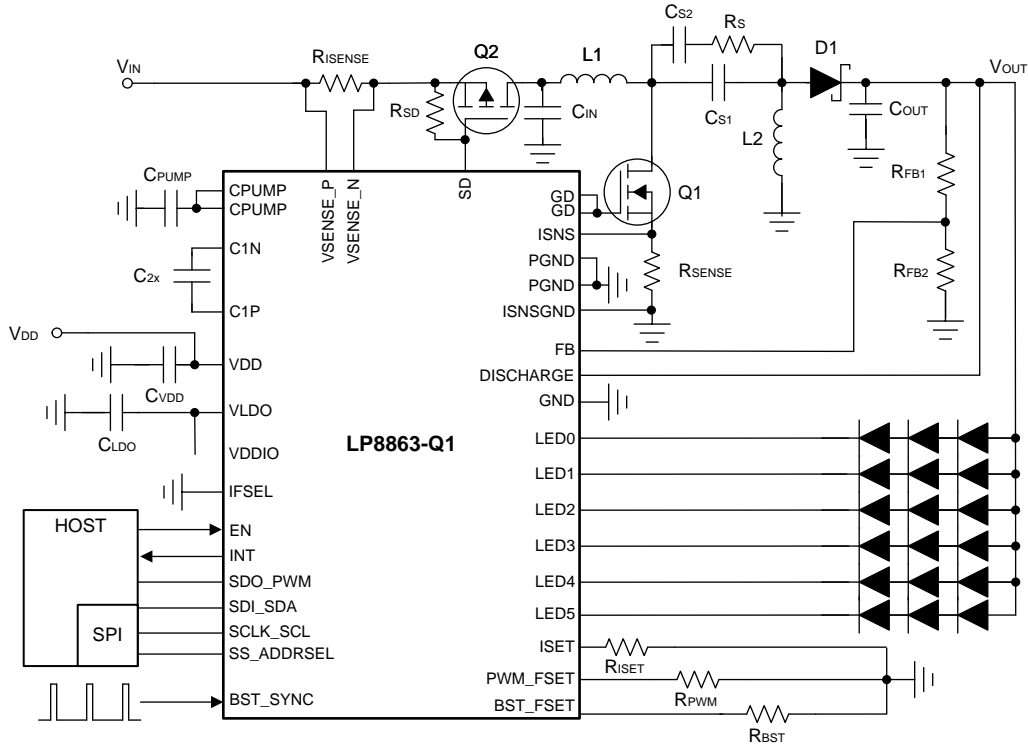 CS2
RS
VIN
RISENSE
Q2
L1
D1
VOUT
RSD
CIN
CS1
L2
COUT
RFB1
CPUMP
CPUMP
CPUMP
VSENSE_P
VSENSE_N
SD
GD
GD
Q1
ISNS
C1N
PGND
RSENSE
C2x
PGND
RFB2
C1P
ISNSGND
VDD
FB
VDD
DISCHARGE
CVDD
GND
VLDO
CLDO
LP8863-Q1
LED0
VDDIO
LED1
IFSEL
LED2
HOST
EN
INT
LED3
SDO_PWM
LED4
SDI_SDA
LED5
SPI
SCLK_SCL
SS_ADDRSEL
ISET
RISET
PWM_FSET
RPWM
BST_SYNC
BST_FSET
RBST